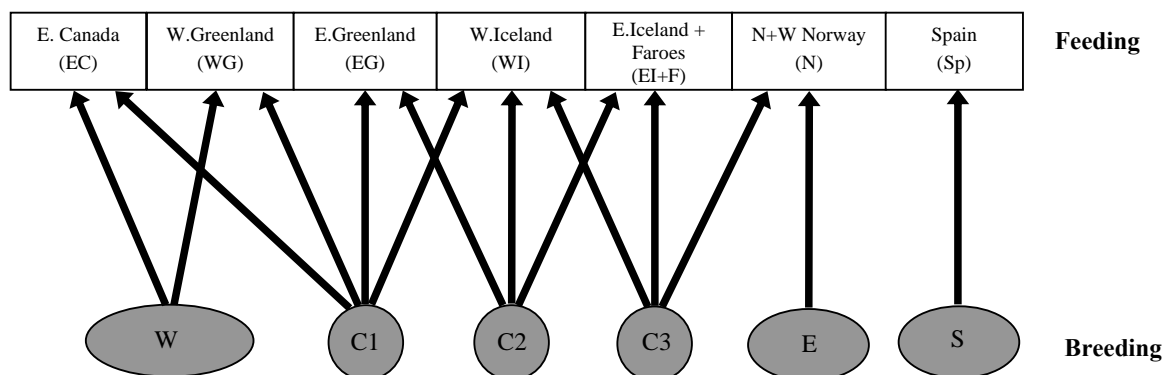 E. Canada
(EC)
W.Greenland
(WG)
E.Greenland
(EG)
W.Iceland
(WI)
E.Iceland +
Faroes
(EI+F)
N+W Norway
(N)
Spain
(Sp)
Feeding
W
C1
C2
C3
E
S
Breeding